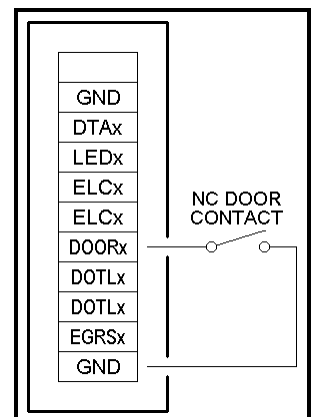 GND
DTAx
LEDx
ELCx
ELCx
DOORx
DOTLx
DOTLx
EGRSx
GND
NC DOOR
CONTACT